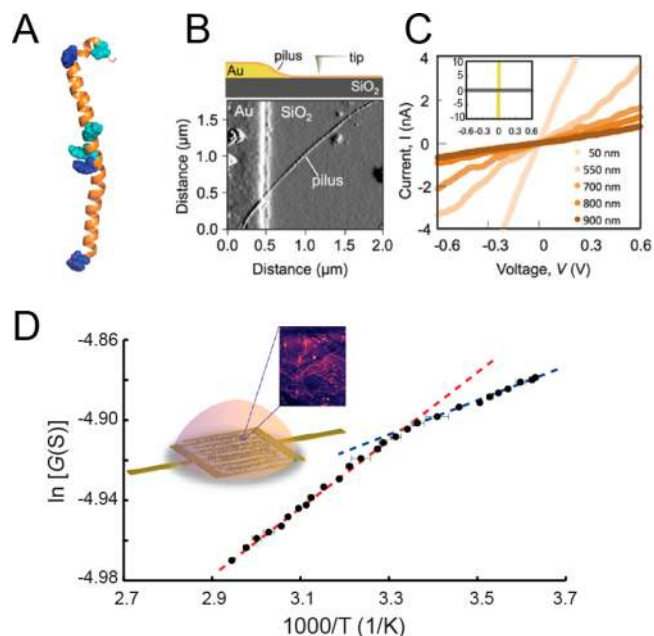 A
B
C
Au
pilus
tip
SiO₂
Au
SiO₂
pilus
Distance (µm)
1.5
1.0
0.5
0.0
0.0 0.5 1.0 1.5 2.0
Distance (µm)
Current, I (nA)
4
2
0
-2
-4
10
5
0
-5
-10
-0.6 -0.3 0 0.3 0.6
50 nm
550 nm
700 nm
800 nm
900 nm
-0.6 -0.3 0 0.3 0.6
Voltage, V (V)
D
ln [G(S)]
-4.86
-4.90
-4.94
-4.98
2.7 2.9 3.1 3.3 3.5 3.7
1000/T (1/K)